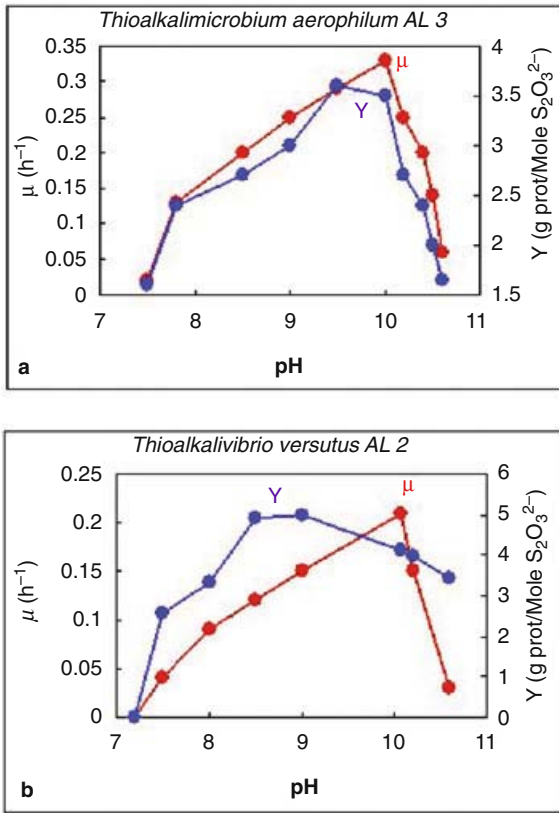 Thioalkalimicrobium aerophilum AL 3
0.35
0.3
0.25
0.2
0.15
0.1
0.05
0
μ (h⁻¹)
4
3.5
3
2.5
2
1.5
Y (g prot/Mole S₂O₃²⁻)
μ
Y
7 8 9 10 11
a pH
Thioalkalivibrio versutus AL 2
0.25
0.2
0.15
0.1
0.05
0
μ (h⁻¹)
6
5
4
3
2
1
0
Y (g prot/Mole S₂O₃²⁻)
Y μ
7 8 9 10 11
b pH